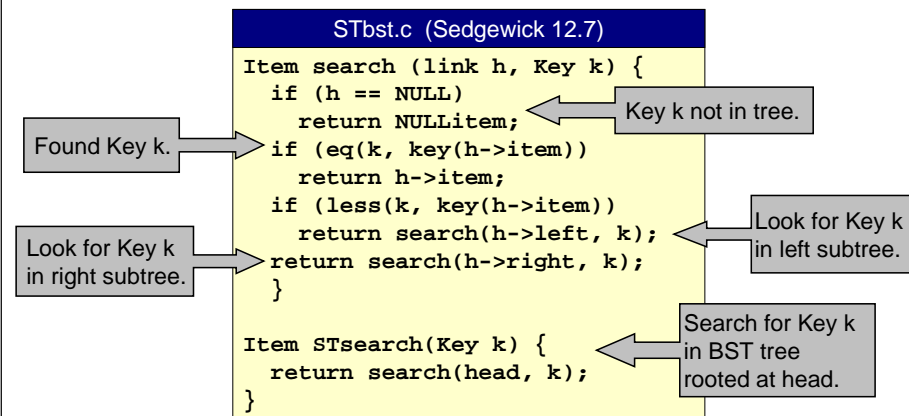 STbst.c (Sedgewick 12.7)
Item search (link h, Key k) {
if (h == NULL)
return NULLitem;
if (eq(k, key(h->item))
return h->item;
if (less(k, key(h->item))
return search(h->left, k);
return search(h->right, k);
}
Item STsearch(Key k) {
return search(head, k);
}
Key k not in tree.
Found Key k.
Look for Key k
in left subtree.
Look for Key k
in right subtree.
Search for Key k
in BST tree
rooted at head.